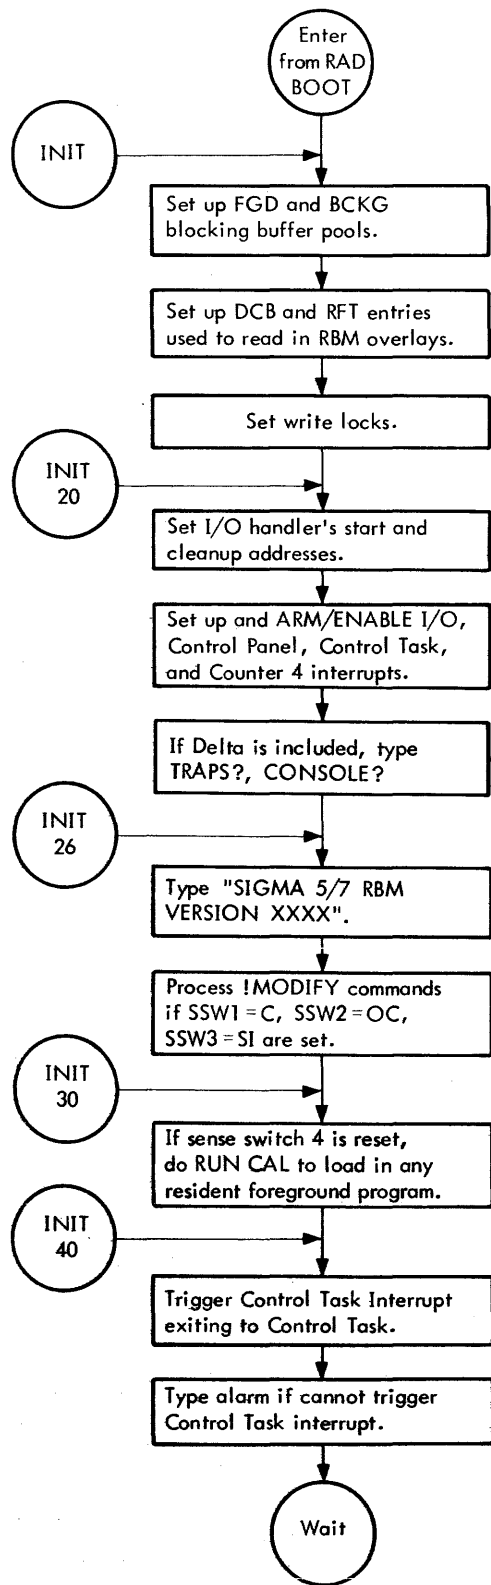 Enter
from RAD
BOOT
INIT
Set up FGD and BCKG
blocking buffer pools.
Set up DCB and RFT entries
used to read in RBM overlays.
Set write locks.
INIT
20
Set I/O handler's start and
cleanup addresses.
Set up and ARM/ENABLE I/O,
Control Panel, Control Task,
and Counter 4 interrupts.
If Delta is included, type
TRAPS?, CONSOLE?
INIT
26
Type "SIGMA 5/7 RBM
VERSION XXXX".
Process !MODIFY commands
if SSW1 = C, SSW2 = OC,
SSW3 = SI are set.
INIT
30
If sense switch 4 is reset,
do RUN CAL to load in any
resident foreground program.
INIT
40
Trigger Control Task Interrupt
exiting to Control Task.
Type alarm if cannot trigger
Control Task interrupt.
Wait